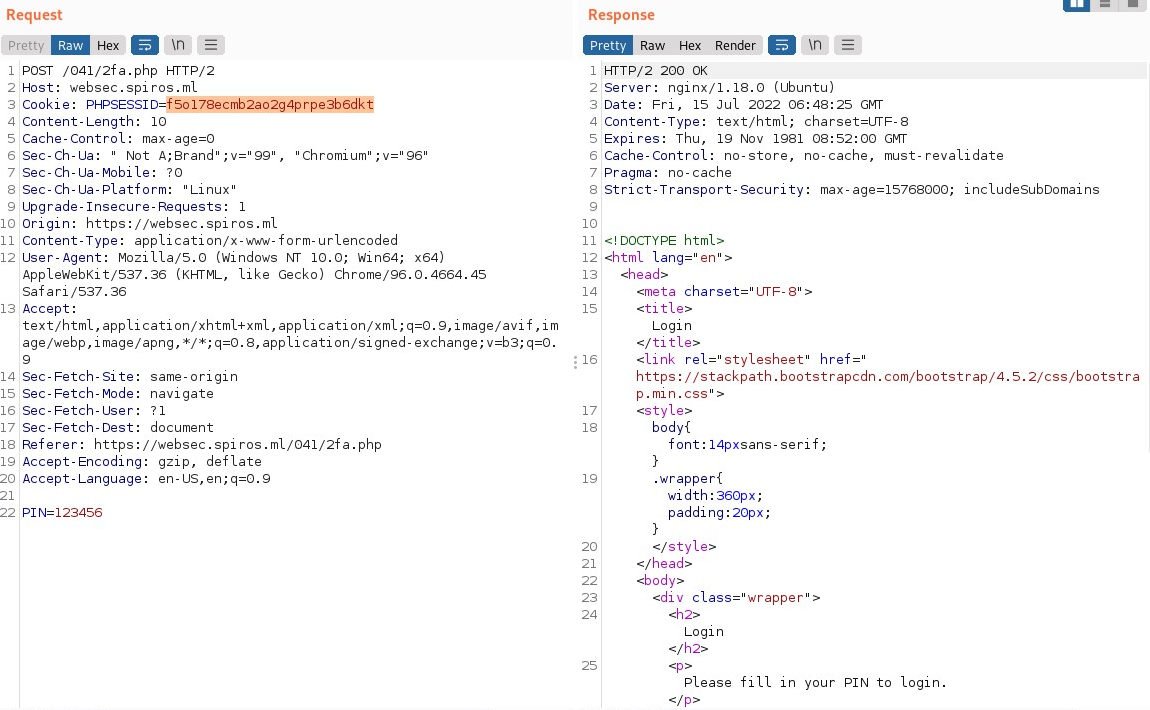 Request
Pretty Raw Hex \n
1 POST /041/2fa.php HTTP/2
2 Host: websec.spiros.ml
3 Cookie: PHPSESSID=f5o178ecmb2ao2g4prpe3b6dkt
4 Content-Length: 10
5 Cache-Control: max-age=0
6 Sec-Ch-Ua: " Not A;Brand";v="99", "Chromium";v="96"
7 Sec-Ch-Ua-Mobile: ?0
8 Sec-Ch-Ua-Platform: "Linux"
9 Upgrade-Insecure-Requests: 1
10 Origin: https://websec.spiros.ml
11 Content-Type: application/x-www-form-urlencoded
12 User-Agent: Mozilla/5.0 (Windows NT 10.0; Win64; x64)
AppleWebKit/537.36 (KHTML, like Gecko) Chrome/96.0.4664.45
Safari/537.36
13 Accept:
text/html,application/xhtml+xml,application/xml;q=0.9,image/avif,im
age/webp,image/apng,*/*;q=0.8,application/signed-exchange;v=b3;q=0.
9
14 Sec-Fetch-Site: same-origin
15 Sec-Fetch-Mode: navigate
16 Sec-Fetch-User: ?1
17 Sec-Fetch-Dest: document
18 Referer: https://websec.spiros.ml/041/2fa.php
19 Accept-Encoding: gzip, deflate
20 Accept-Language: en-US,en;q=0.9
21
22 PIN=123456
Response
Pretty Raw Hex Render \n
1 HTTP/2 200 OK
2 Server: nginx/1.18.0 (Ubuntu)
3 Date: Fri, 15 Jul 2022 06:48:25 GMT
4 Content-Type: text/html; charset=UTF-8
5 Expires: Thu, 19 Nov 1981 08:52:00 GMT
6 Cache-Control: no-store, no-cache, must-revalidate
7 Pragma: no-cache
8 Strict-Transport-Security: max-age=15768000; includeSubDomains
9
10
11 <!DOCTYPE html>
12 <html lang="en">
13 <head>
14 <meta charset="UTF-8">
15 <title>
Login
</title>
16 <link rel="stylesheet" href="
https://stackpath.bootstrapcdn.com/bootstrap/4.5.2/css/bootstra
p.min.css">
17 <style>
18 body{
font:14pxsans-serif;
}
19 .wrapper{
width:360px;
padding:20px;
}
20 </style>
21 </head>
22 <body>
23 <div class="wrapper">
24 <h2>
Login
</h2>
25 <p>
Please fill in your PIN to login.
</p>